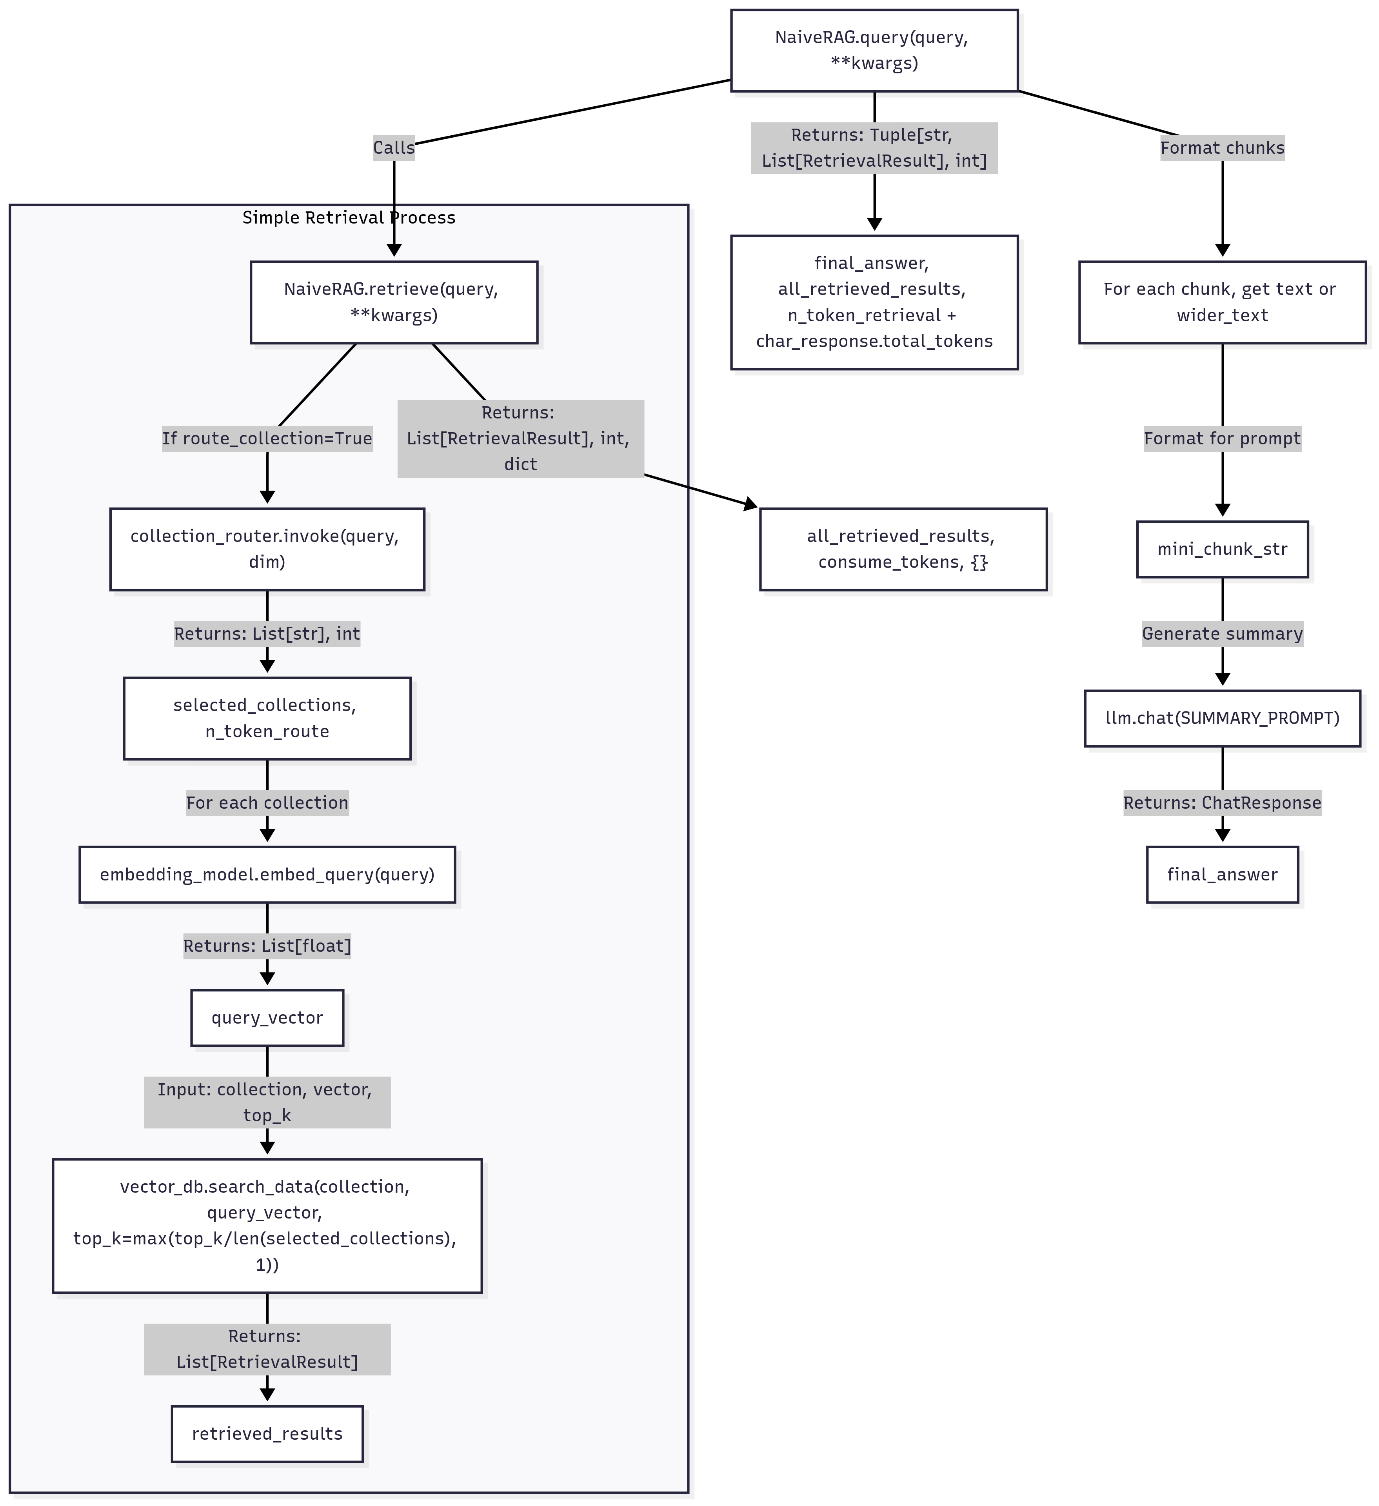 NaiveRAG.query(query,
**kwargs)
Calls
Returns: Tuple[str,
List[RetrievalResult], int]
Format chunks
Simple Retrieval Process
NaiveRAG.retrieve(query,
**kwargs)
final_answer,
all_retrieved_results,
n_token_retrieval +
char_response.total_tokens
For each chunk, get text or
wider_text
If route_collection=True
Returns:
List[RetrievalResult], int,
dict
Format for prompt
collection_router.invoke(query,
dim)
all_retrieved_results,
consume_tokens, {}
mini_chunk_str
Returns: List[str], int
Generate summary
selected_collections,
n_token_route
llm.chat(SUMMARY_PROMPT)
For each collection
Returns: ChatResponse
embedding_model.embed_query(query)
final_answer
Returns: List[float]
query_vector
Input: collection, vector,
top_k
vector_db.search_data(collection,
query_vector,
top_k=max(top_k/len(selected_collections),
1))
Returns:
List[RetrievalResult]
retrieved_results